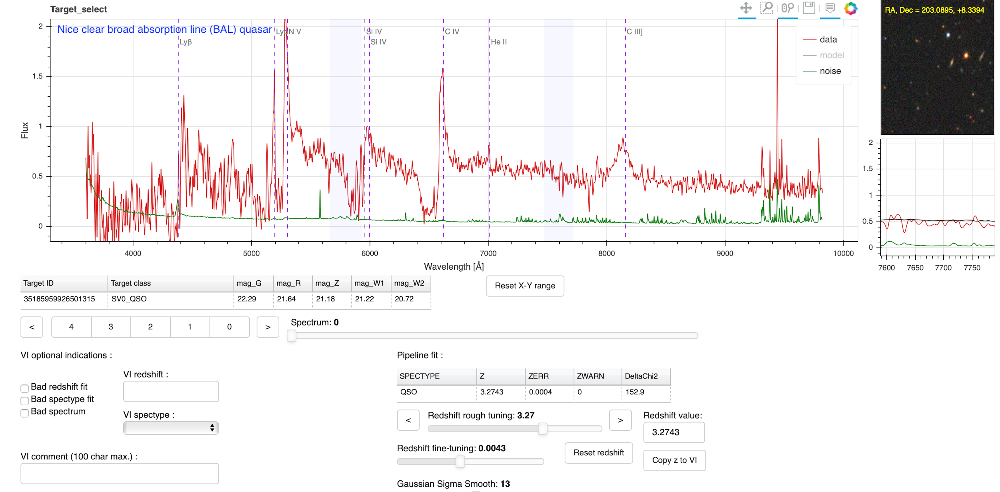 Target_select
RA, Dec = 203.0895, +8.3394
Nice clear broad absorption line (BAL) quasar
Lyα N V Si IV C IV C III]
Lyβ Si IV He II
data
model
noise
Flux
2
1.5
1
0.5
0
4000 5000 6000 7000 8000 9000 10000
Wavelength [Å]
2
1.5
1
0.5
0
7600 7650 7700 7750
Target ID Target class mag_G mag_R mag_Z mag_W1 mag_W2
35185959926501315 SV0_QSO 22.29 21.64 21.18 21.22 20.72
Reset X-Y range
< 4 3 2 1 0 >
Spectrum: 0
VI optional indications :
Bad redshift fit
Bad spectype fit
Bad spectrum
VI redshift :
VI spectype :
VI comment (100 char max.) :
Pipeline fit :
SPECTYPE Z ZERR ZWARN DeltaChi2
QSO 3.2743 0.0004 0 152.9
< Redshift rough tuning: 3.27 >
Redshift value:
3.2743
Redshift fine-tuning: 0.0043
Reset redshift
Copy z to VI
Gaussian Sigma Smooth: 13